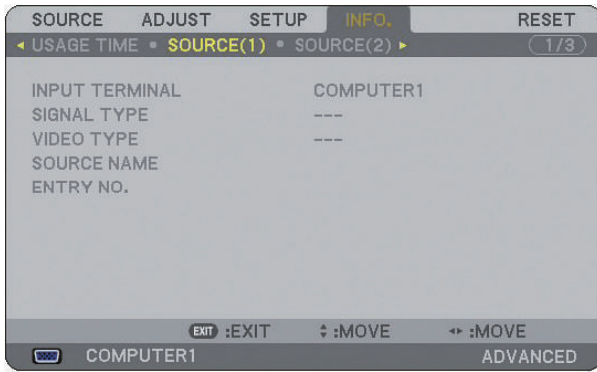 SOURCE ADJUST SETUP INFO. RESET
USAGE TIME • SOURCE(1) • SOURCE(2) 1/3
INPUT TERMINAL COMPUTER1
SIGNAL TYPE ---
VIDEO TYPE ---
SOURCE NAME
ENTRY NO.
EXIT :EXIT :MOVE :MOVE
COMPUTER1 ADVANCED